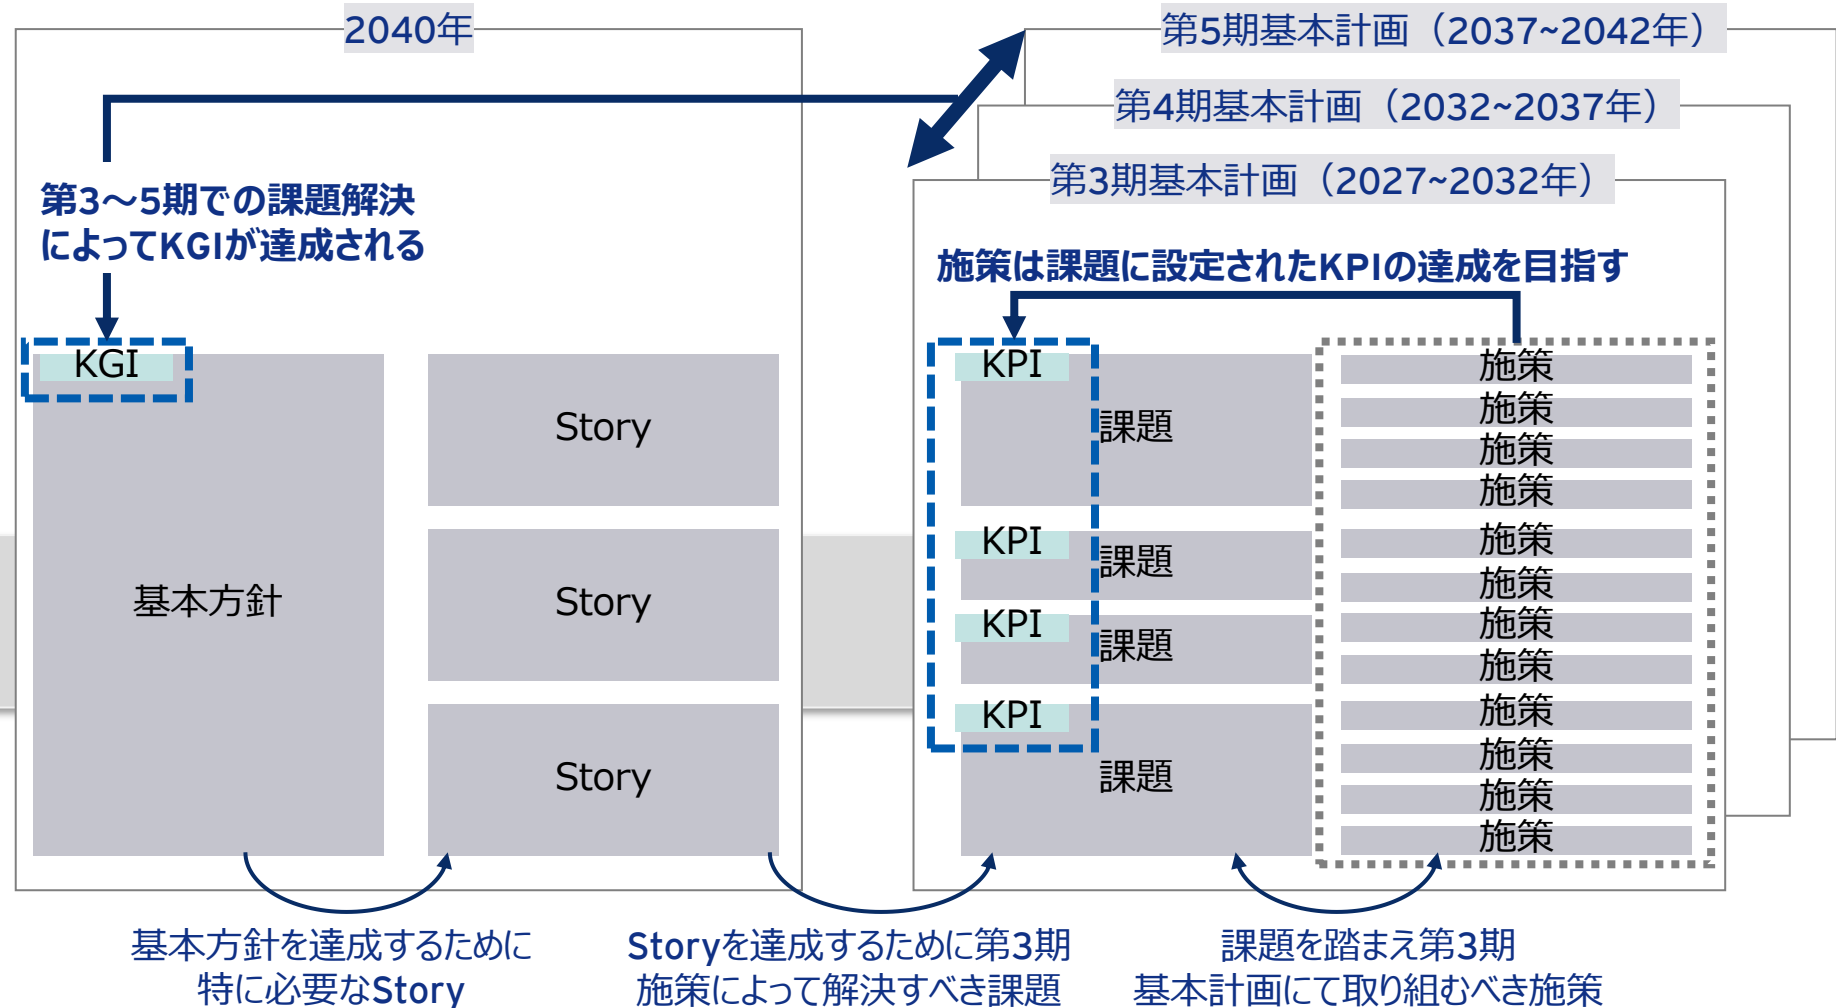 2040年
第5期基本計画（2037~2042年）
第4期基本計画（2032~2037年）
第3期基本計画（2027~2032年）
第3～5期での課題解決
によってKGIが達成される
施策は課題に設定されたKPIの達成を目指す
KGI
基本方針
Story
Story
Story
KPI
課題
KPI
課題
KPI
課題
KPI
課題
施策
施策
施策
施策
施策
施策
施策
施策
施策
施策
施策
施策
基本方針を達成するために
特に必要なStory
Storyを達成するために第3期
施策によって解決すべき課題
課題を踏まえ第3期
基本計画にて取り組むべき施策